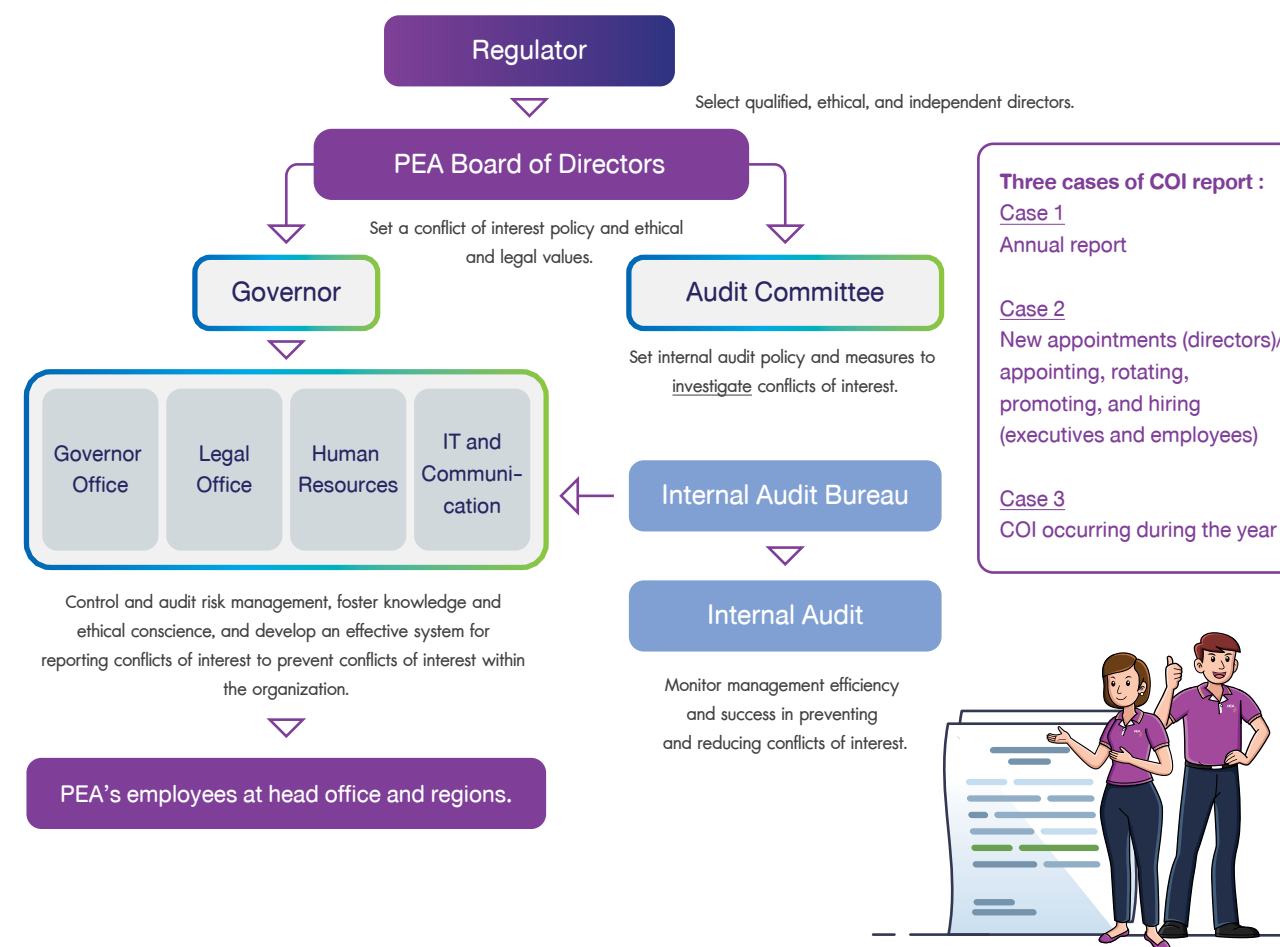 Regulator
Select qualified, ethical, and independent directors.
PEA Board of Directors
Set a conflict of interest policy and ethical
and legal values.
Governor
Audit Committee
Set internal audit policy and measures to
investigate conflicts of interest.
Governor
Office
Legal
Office
Human
Resources
IT and
Communi-
cation
Internal Audit Bureau
Internal Audit
Monitor management efficiency
and success in preventing
and reducing conflicts of interest.
Control and audit risk management, foster knowledge and
ethical conscience, and develop an effective system for
reporting conflicts of interest to prevent conflicts of interest within
the organization.
PEA's employees at head office and regions.
Three cases of COI report :
Case 1
Annual report
Case 2
New appointments (directors)/
appointing, rotating,
promoting, and hiring
(executives and employees)
Case 3
COI occurring during the year
PEA
PEA